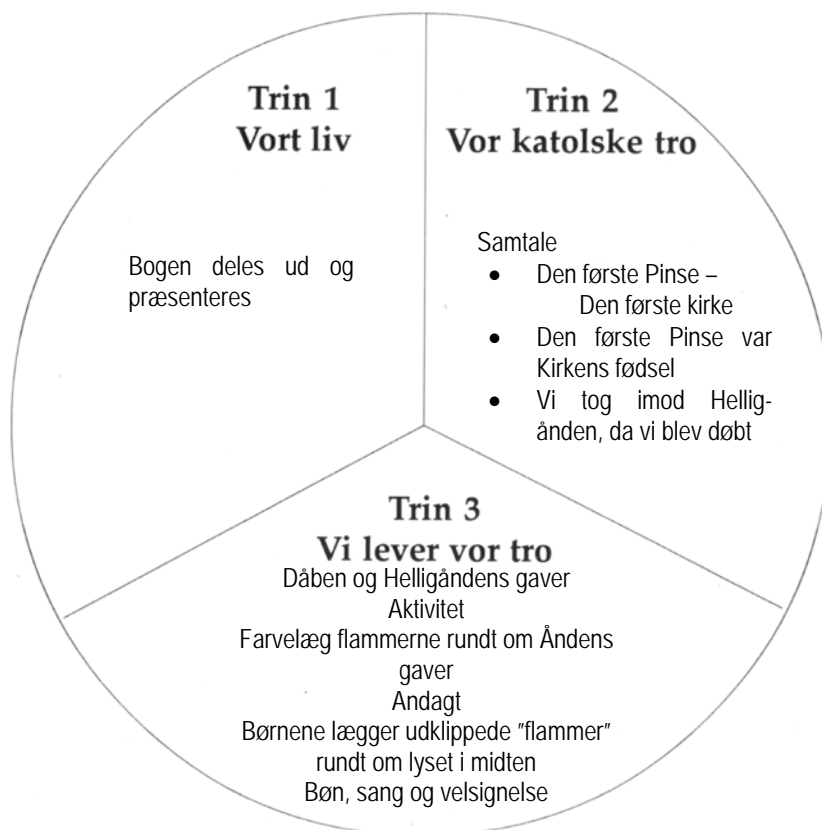 Trin 1
Vort liv
Bogen deles ud og
præsenteres
Trin 2
Vor katolske tro
Samtale
• Den første Pinse –
Den første kirke
• Den første Pinse var
Kirkens fødsel
• Vi tog imod Hellig-
ånden, da vi blev døbt
Trin 3
Vi lever vor tro
Dåben og Helligåndens gaver
Aktivitet
Farvelæg flammerne rundt om Åndens
gaver
Andagt
Børnene lægger udklippede ”flammer”
rundt om lyset i midten
Bøn, sang og velsignelse